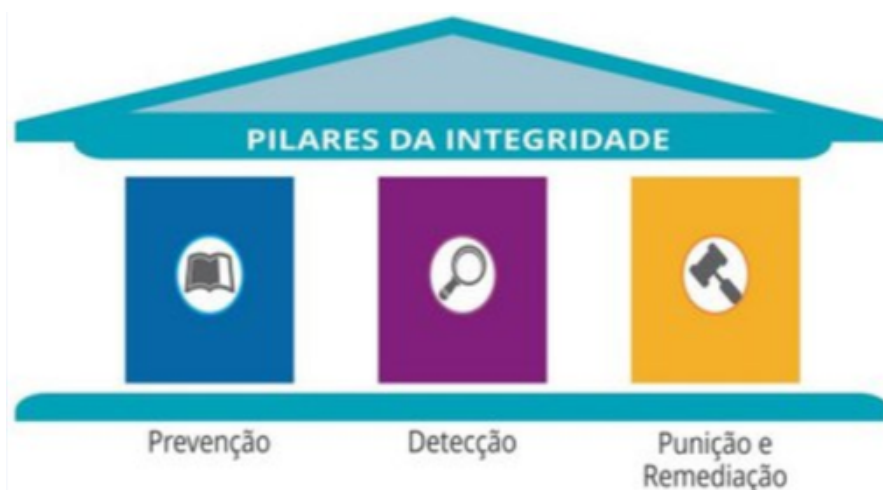 PILARES DA INTEGRIDADE
Prevenção
Detecção
Punição e
Remediação